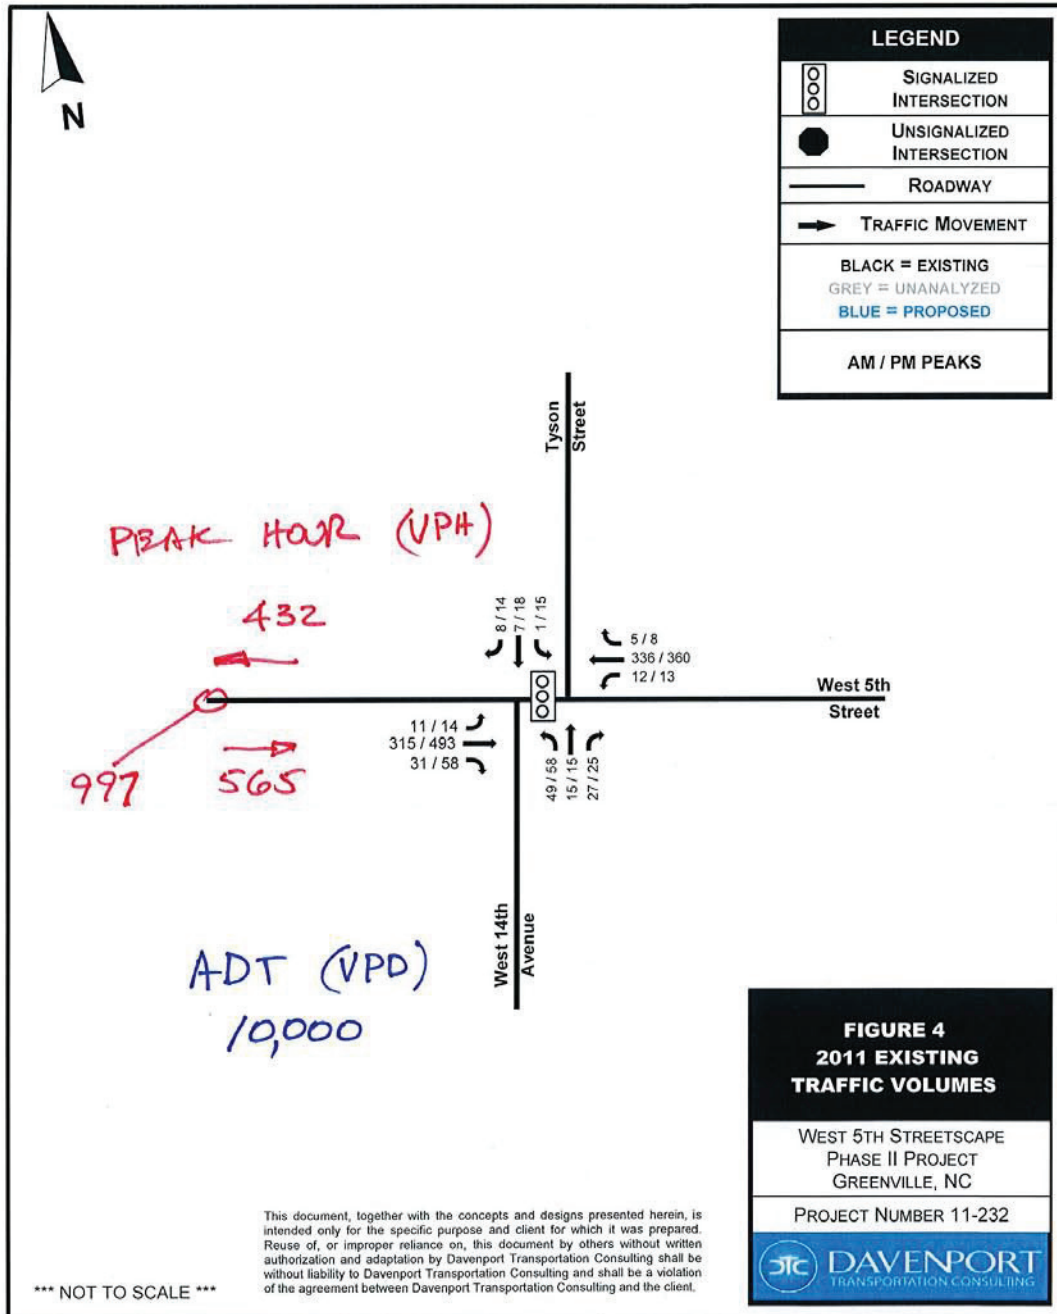 N
LEGEND
SIGNALIZED
INTERSECTION
UNSIGNALIZED
INTERSECTION
ROADWAY
TRAFFIC MOVEMENT
BLACK = EXISTING
GREY = UNANALYZED
BLUE = PROPOSED
AM / PM PEAKS
Tyson
Street
PEAK HOUR (VPH)
432
8 / 14
7 / 18
1 / 15
5 / 8
336 / 360
12 / 13
West 5th
Street
11 / 14
315 / 493
31 / 58
49 / 58
15 / 15
27 / 25
997
565
West 14th
Avenue
ADT (VPD)
10,000
FIGURE 4
2011 EXISTING
TRAFFIC VOLUMES
WEST 5TH STREETSCAPE
PHASE II PROJECT
GREENVILLE, NC
PROJECT NUMBER 11-232
DTC DAVENPORT
TRANSPORTATION CONSULTING
This document, together with the concepts and designs presented herein, is
intended only for the specific purpose and client for which it was prepared.
Reuse of, or improper reliance on, this document by others without written
authorization and adaptation by Davenport Transportation Consulting shall be
without liability to Davenport Transportation Consulting and shall be a violation
of the agreement between Davenport Transportation Consulting and the client.
*** NOT TO SCALE ***